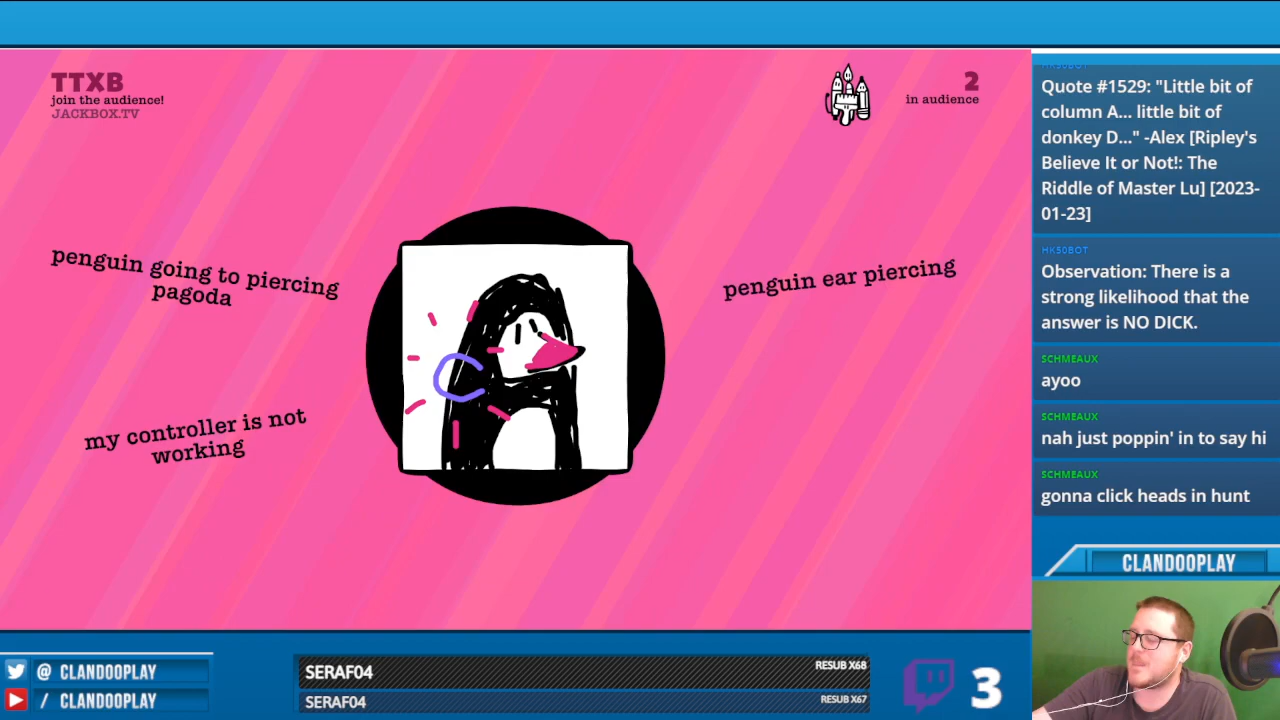 TTXB
join the audience!
JACKBOX.TV
2
in audience
penguin going to piercing
pagoda
penguin ear piercing
my controller is not
working
Quote #1529: "Little bit of
column A... little bit of
donkey D..." -Alex [Ripley's
Believe It or Not!: The
Riddle of Master Lu] [2023-
01-23]
HK50BOT
Observation: There is a
strong likelihood that the
answer is NO DICK.
SCHMEAUX
ayoo
SCHMEAUX
nah just poppin' in to say hi
SCHMEAUX
gonna click heads in hunt
CLANDOOPLAY
@ CLANDOOPLAY
/ CLANDOOPLAY
SERAF04 RESUB X68
SERAF04 RESUB X67
3